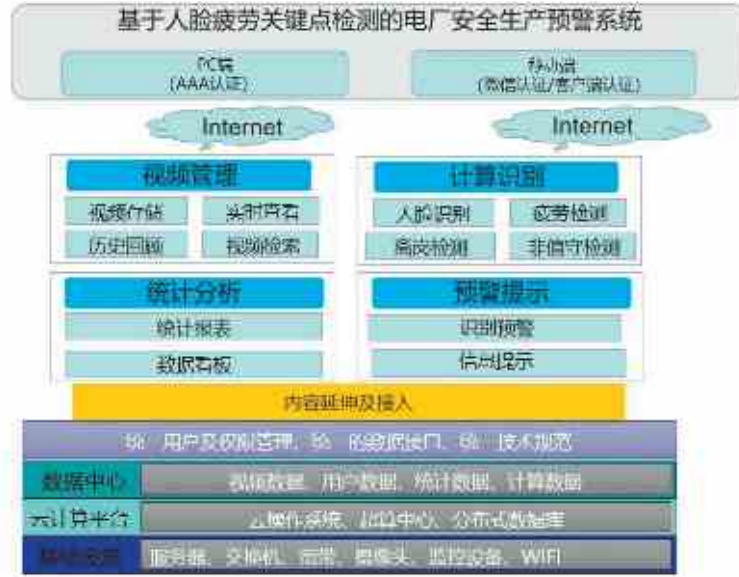 基于人脸疲劳关键点检测的电厂安全生产预警系统
PC端
(AAA认证)
移动端
(微信认证/客户端认证)
Internet
Internet
视频管理
计算识别
视频存储
实时查看
人脸识别
疲劳检测
历史回顾
视频检索
离岗检测
非值守检测
统计分析
预警提示
统计报表
识别预警
数据看板
信息提示
内容延伸及接入
用户及权限管理、 的数据接口、 技术规范
数据中心
视频数据、用户数据、统计数据、计算数据
云计算平台
云操作系统、超算中心、分布式数据库
服务器、交换机、宽带、摄像头、监控设备、WIFI